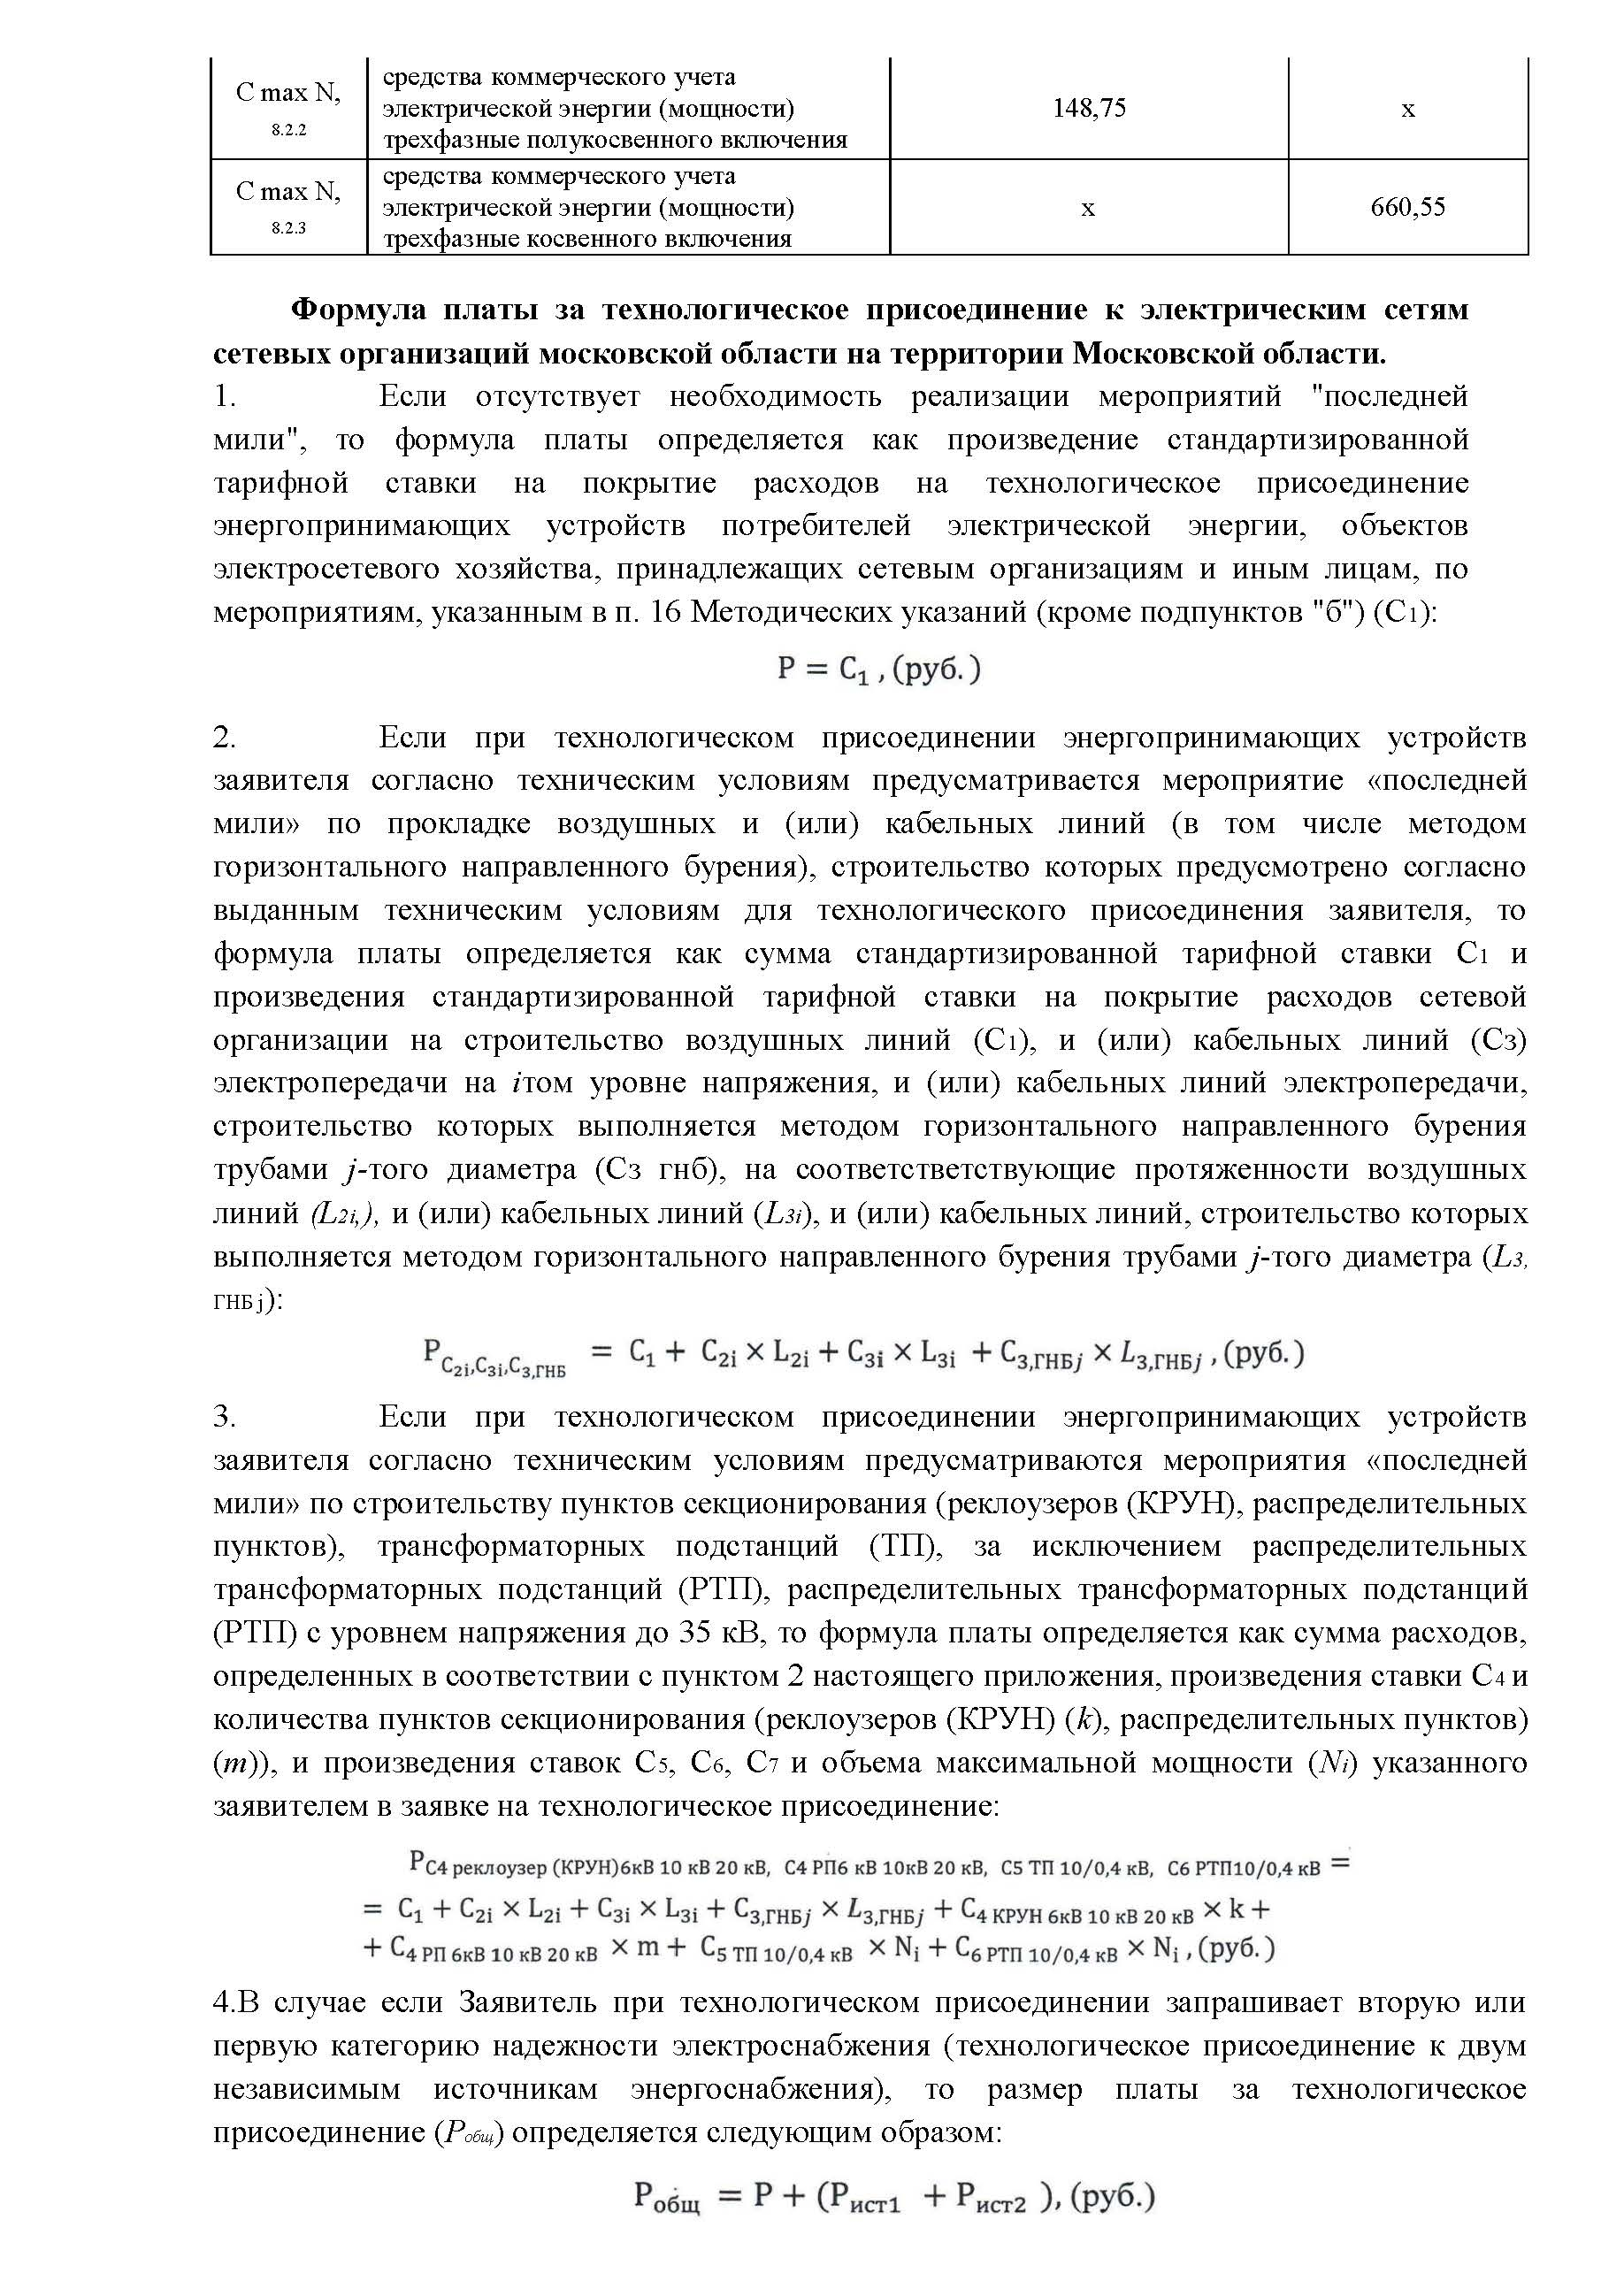 C max N, 8.2.2
средства коммерческого учета
электрической энергии (мощности)
трехфазные полукосвенного включения
148,75
х
C max N, 8.2.3
средства коммерческого учета
электрической энергии (мощности)
трехфазные косвенного включения
х
660,55
Формула платы за технологическое присоединение к электрическим сетям
сетевых организаций московской области на территории Московской области.
1. Если отсутствует необходимость реализации мероприятий "последней
мили", то формула платы определяется как произведение стандартизированной
тарифной ставки на покрытие расходов на технологическое присоединение
энергопринимающих устройств потребителей электрической энергии, объектов
электросетевого хозяйства, принадлежащих сетевым организациям и иным лицам, по
мероприятиям, указанным в п. 16 Методических указаний (кроме подпунктов "б") (С1):
P = C1 , (руб. )
2. Если при технологическом присоединении энергопринимающих устройств
заявителя согласно техническим условиям предусматривается мероприятие «последней
мили» по прокладке воздушных и (или) кабельных линий (в том числе методом
горизонтального направленного бурения), строительство которых предусмотрено согласно
выданным техническим условиям для технологического присоединения заявителя, то
формула платы определяется как сумма стандартизированной тарифной ставки С1 и
произведения стандартизированной тарифной ставки на покрытие расходов сетевой
организации на строительство воздушных линий (С1), и (или) кабельных линий (Сз)
электропередачи на iтом уровне напряжения, и (или) кабельных линий электропередачи,
строительство которых выполняется методом горизонтального направленного бурения
трубами j-того диаметра (Сз гнб), на соответстветствующие протяженности воздушных
линий (L2i,), и (или) кабельных линий (L3i), и (или) кабельных линий, строительство которых
выполняется методом горизонтального направленного бурения трубами j-того диаметра (L3,
ГНБ j):
P C2i,C3i,C3,ГНБ = C1 + C2i × L2i + C3i × L3i + C3,ГНБj × L3,ГНБj , (руб. )
3. Если при технологическом присоединении энергопринимающих устройств
заявителя согласно техническим условиям предусматриваются мероприятия «последней
мили» по строительству пунктов секционирования (реклоузеров (КРУН), распределительных
пунктов), трансформаторных подстанций (ТП), за исключением распределительных
трансформаторных подстанций (РТП), распределительных трансформаторных подстанций
(РТП) с уровнем напряжения до 35 кВ, то формула платы определяется как сумма расходов,
определенных в соответствии с пунктом 2 настоящего приложения, произведения ставки С4 и
количества пунктов секционирования (реклоузеров (КРУН) (k), распределительных пунктов)
(m)), и произведения ставок С5, С6, С7 и объема максимальной мощности (Ni) указанного
заявителем в заявке на технологическое присоединение:
P С4 реклоузер (КРУН)6кВ 10 кВ 20 кВ, С4 РП6 кВ 10кВ 20 кВ, С5 ТП 10/0,4 кВ, С6 РТП10/0,4 кВ =
= C1 + C2i × L2i + C3i × L3i + C3,ГНБj × L3,ГНБj + C4 КРУН 6кВ 10 кВ 20 кВ × k +
+ C4 РП 6кВ 10 кВ 20 кВ × m + C5 ТП 10/0,4 кВ × Ni + C6 РТП 10/0,4 кВ × Ni , (руб. )
4.В случае если Заявитель при технологическом присоединении запрашивает вторую или
первую категорию надежности электроснабжения (технологическое присоединение к двум
независимым источникам энергоснабжения), то размер платы за технологическое
присоединение (Робщ) определяется следующим образом:
Pобщ = P + (Pист1 + Pист2 ), (руб.)